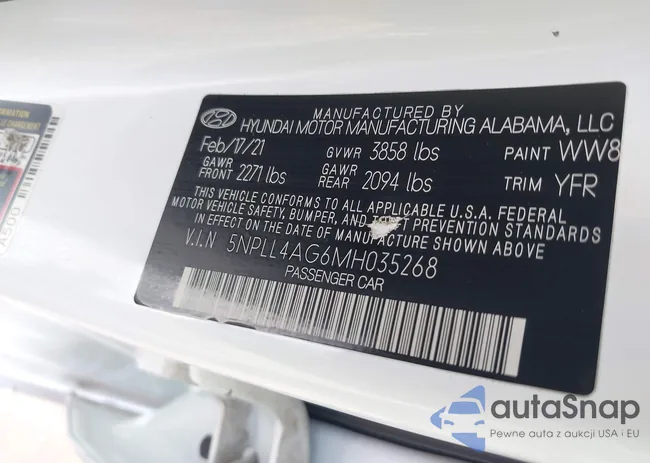 MANUFACTURED BY
HYUNDAI MOTOR MANUFACTURING ALABAMA, LLC
Feb/17/21 GVWR 3858 lbs PAINT WW8
GAWR FRONT 2271 lbs GAWR REAR 2094 lbs TRIM YFR
THIS VEHICLE CONFORMS TO ALL APPLICABLE U.S.A. FEDERAL
MOTOR VEHICLE SAFETY, BUMPER, AND PREVENTION STANDARDS
IN EFFECT ON THE DATE OF MANUFACTURE SHOWN ABOVE.
V.I.N 5NPLL4AG6MH035268
PASSENGER CAR
A500
autaSnap
Pewne auta z aukcji USA i EU